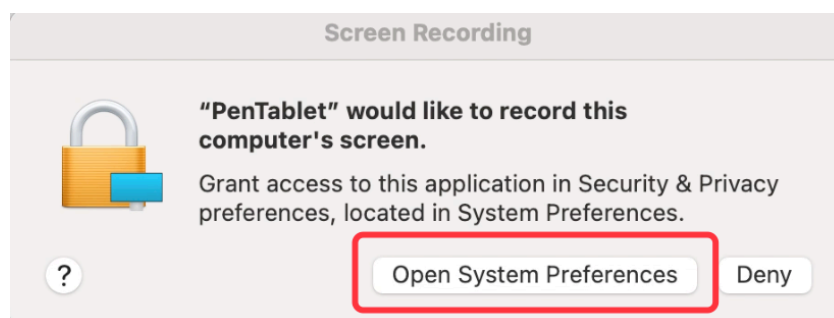 Screen Recording
“PenTablet” would like to record this
computer's screen.
Grant access to this application in Security & Privacy
preferences, located in System Preferences.
?
Open System Preferences
Deny